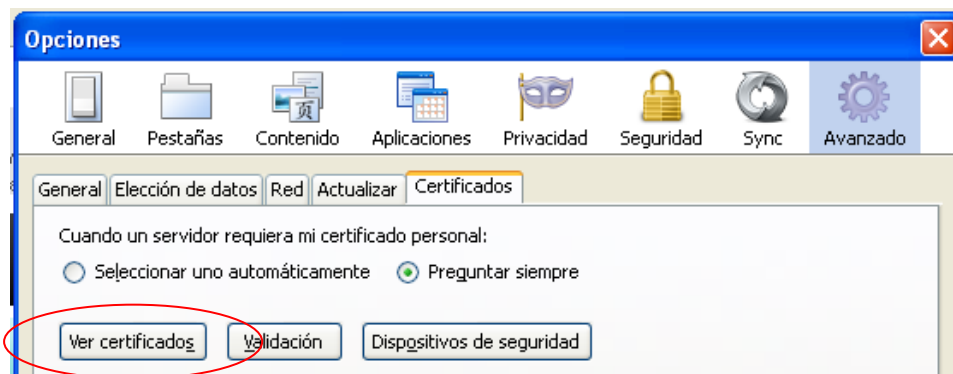 Opciones
General Pestañas Contenido Aplicaciones Privacidad Seguridad Sync Avanzado
General Elección de datos Red Actualizar Certificados
Cuando un servidor requiera mi certificado personal:
Seleccionar uno automáticamente Preguntar siempre
Ver certificados Validación Dispositivos de seguridad